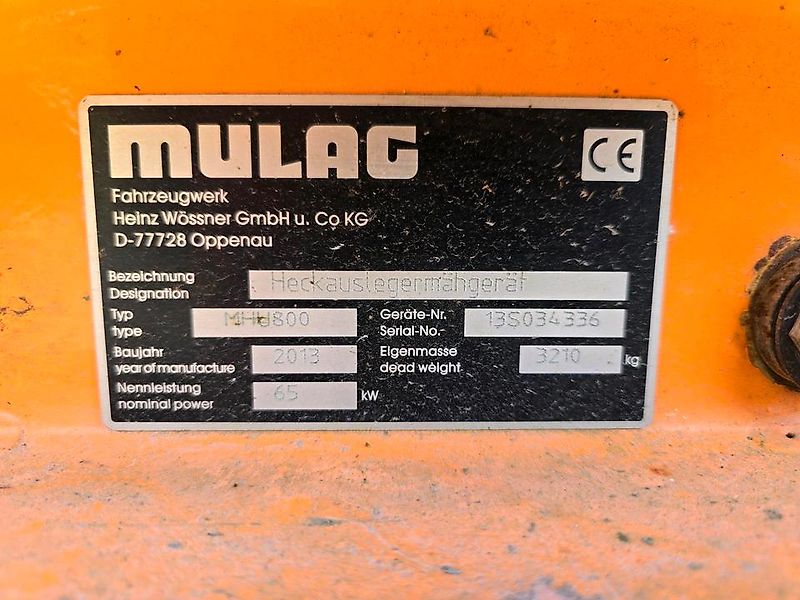 MULAG
CE
Fahrzeugwerk
Heinz Wössner GmbH u. Co KG
D-77728 Oppenau
Bezeichnung Heckauslegermähgerät
Designation
Typ MHU800 Geräte-Nr. 13S034336
type Serial-No.
Baujahr 2013 Eigenmasse 3210 kg
year of manufacture dead weight
Nennleistung 65 kW
nominal power